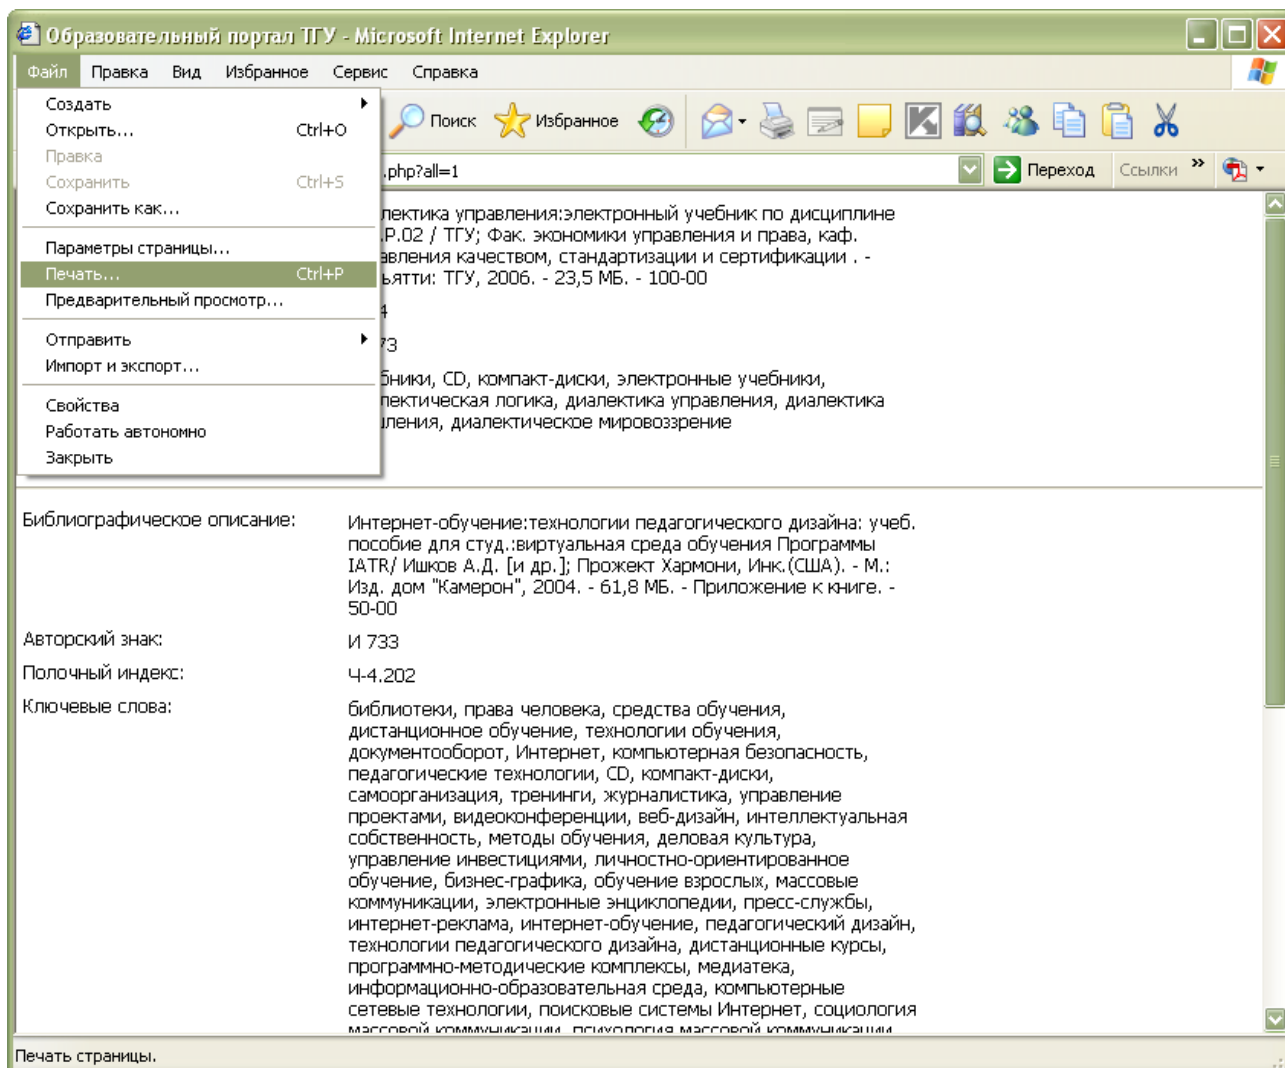 Образовательный портал ТГУ - Microsoft Internet Explorer
Файл Правка Вид Избранное Сервис Справка
Создать
Открыть... Ctrl+O
Правка
Сохранить Ctrl+S
Сохранить как...
Параметры страницы...
Печать... Ctrl+P
Предварительный просмотр...
Отправить
Импорт и экспорт...
Свойства
Работать автономно
Закрыть
Поиск Избранное
.php?all=1 Переход Ссылки »
управления:электронный учебник по дисциплине
.Р.02 / ТГУ; Фак. экономики управления и права, каф.
качеством, стандартизации и сертификации . -
ТГУ, 2006. - 23,5 МБ. - 100-00
CD, компакт-диски, электронные учебники,
логика, диалектика управления, диалектика
диалектическое мировоззрение
Библиографическое описание: Интернет-обучение:технологии педагогического дизайна: учеб.
пособие для студ.:виртуальная среда обучения Программы
IATR/ Ишков А.Д. [и др.]; Прожект Хармони, Инк.(США). - М.:
Изд. дом "Камерон", 2004. - 61,8 МБ. - Приложение к книге. -
50-00
Авторский знак: И 733
Полочный индекс: Ч-4.202
Ключевые слова: библиотеки, права человека, средства обучения,
дистанционное обучение, технологии обучения,
документооборот, Интернет, компьютерная безопасность,
педагогические технологии, CD, компакт-диски,
самоорганизация, тренинги, журналистика, управление
проектами, видеоконференции, веб-дизайн, интеллектуальная
собственность, методы обучения, деловая культура,
управление инвестициями, личностно-ориентированное
обучение, бизнес-графика, обучение взрослых, массовые
коммуникации, электронные энциклопедии, пресс-службы,
интернет-реклама, интернет-обучение, педагогический дизайн,
технологии педагогического дизайна, дистанционные курсы,
программно-методические комплексы, медиатека,
информационно-образовательная среда, компьютерные
сетевые технологии, поисковые системы Интернет, социология
массовой коммуникации, психология массовой коммуникации
Печать страницы.